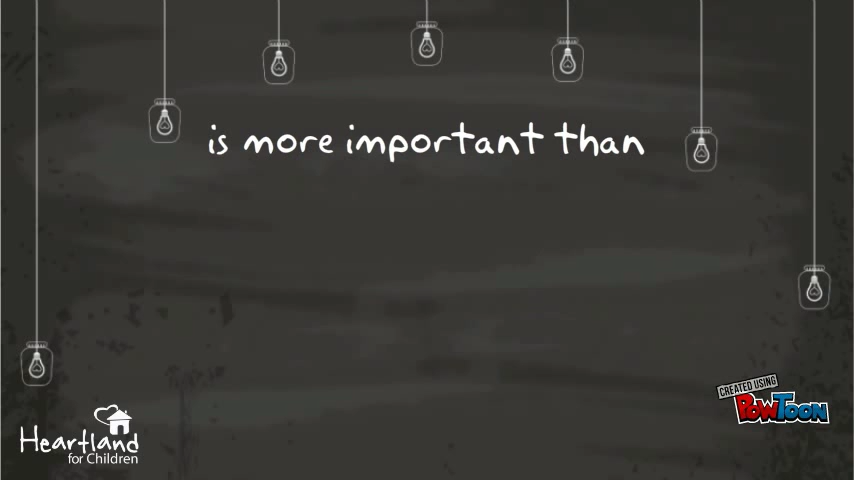 is more important than
CREATED USING
POWTOON
Heartland
for Children